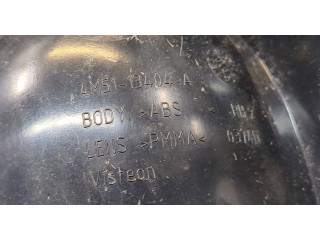 4M51-13404-A
BODY >ABS<
LENS >PMMA<
Visteon